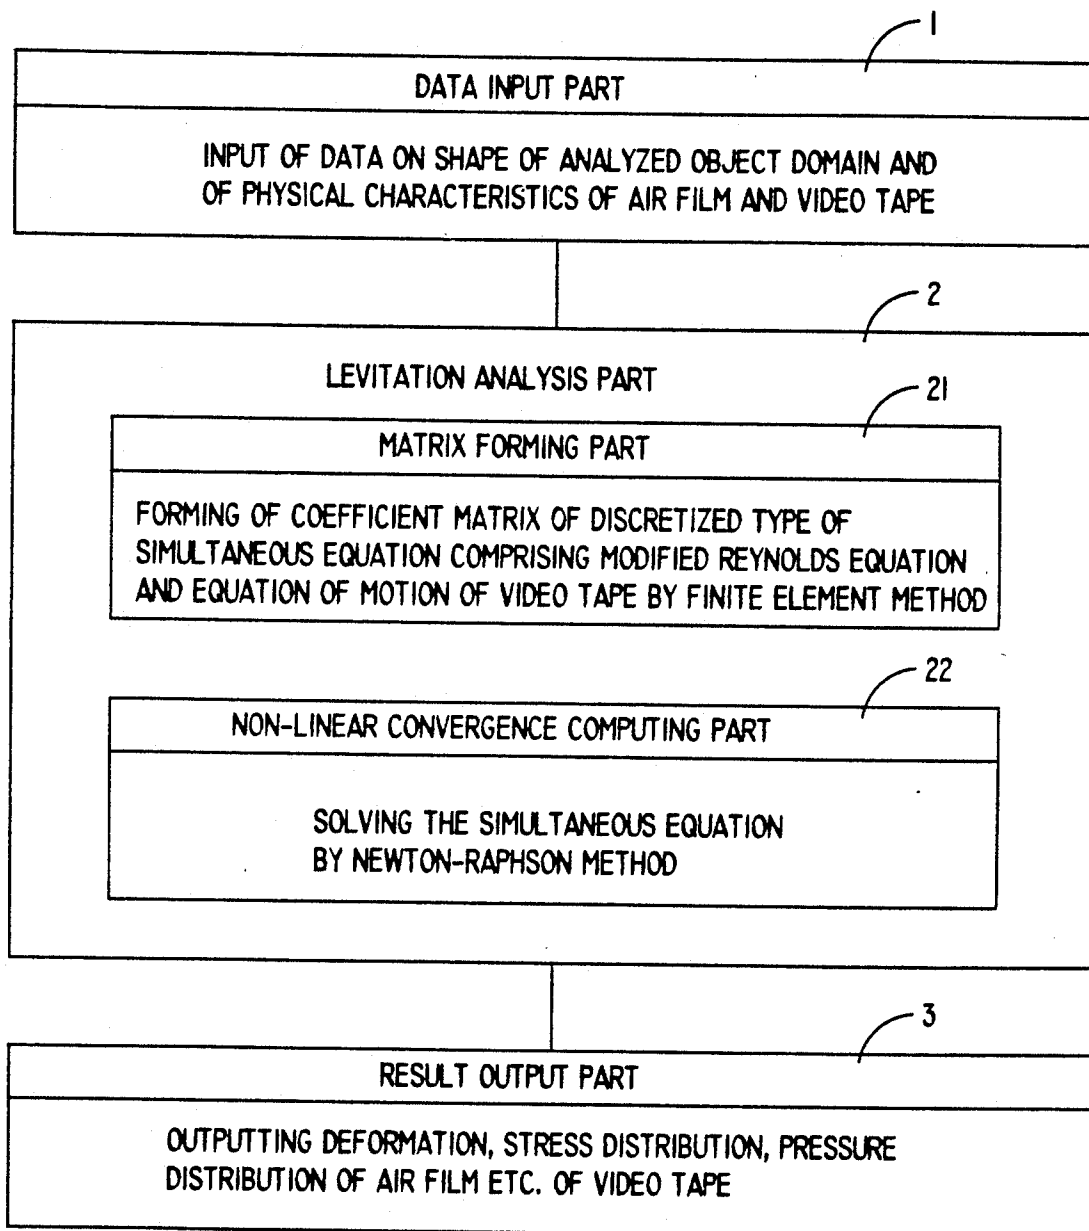 1
DATA INPUT PART
INPUT OF DATA ON SHAPE OF ANALYZED OBJECT DOMAIN AND
OF PHYSICAL CHARACTERISTICS OF AIR FILM AND VIDEO TAPE
2
LEVITATION ANALYSIS PART
21
MATRIX FORMING PART
FORMING OF COEFFICIENT MATRIX OF DISCRETIZED TYPE OF
SIMULTANEOUS EQUATION COMPRISING MODIFIED REYNOLDS EQUATION
AND EQUATION OF MOTION OF VIDEO TAPE BY FINITE ELEMENT METHOD
22
NON-LINEAR CONVERGENCE COMPUTING PART
SOLVING THE SIMULTANEOUS EQUATION
BY NEWTON-RAPHSON METHOD
3
RESULT OUTPUT PART
OUTPUTTING DEFORMATION, STRESS DISTRIBUTION, PRESSURE
DISTRIBUTION OF AIR FILM ETC. OF VIDEO TAPE